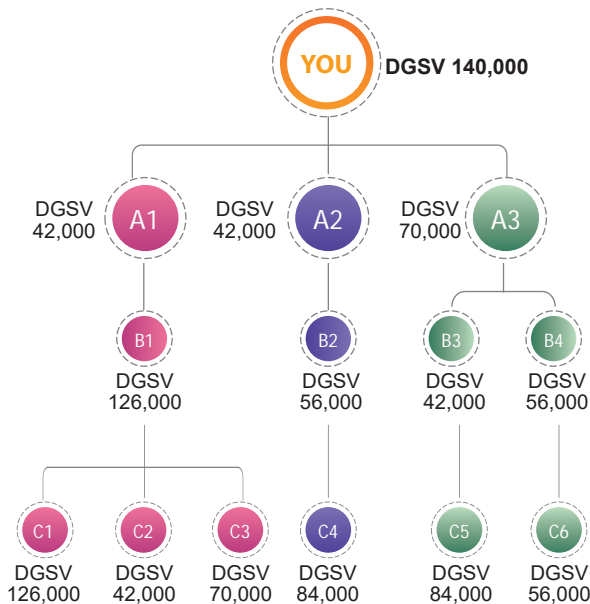 YOU
DGSV 140,000
DGSV
42,000
A1
DGSV
42,000
A2
DGSV
70,000
A3
B1
DGSV
126,000
B2
DGSV
56,000
B3
DGSV
42,000
B4
DGSV
56,000
C1
DGSV
126,000
C2
DGSV
42,000
C3
DGSV
70,000
C4
DGSV
84,000
C5
DGSV
84,000
C6
DGSV
56,000